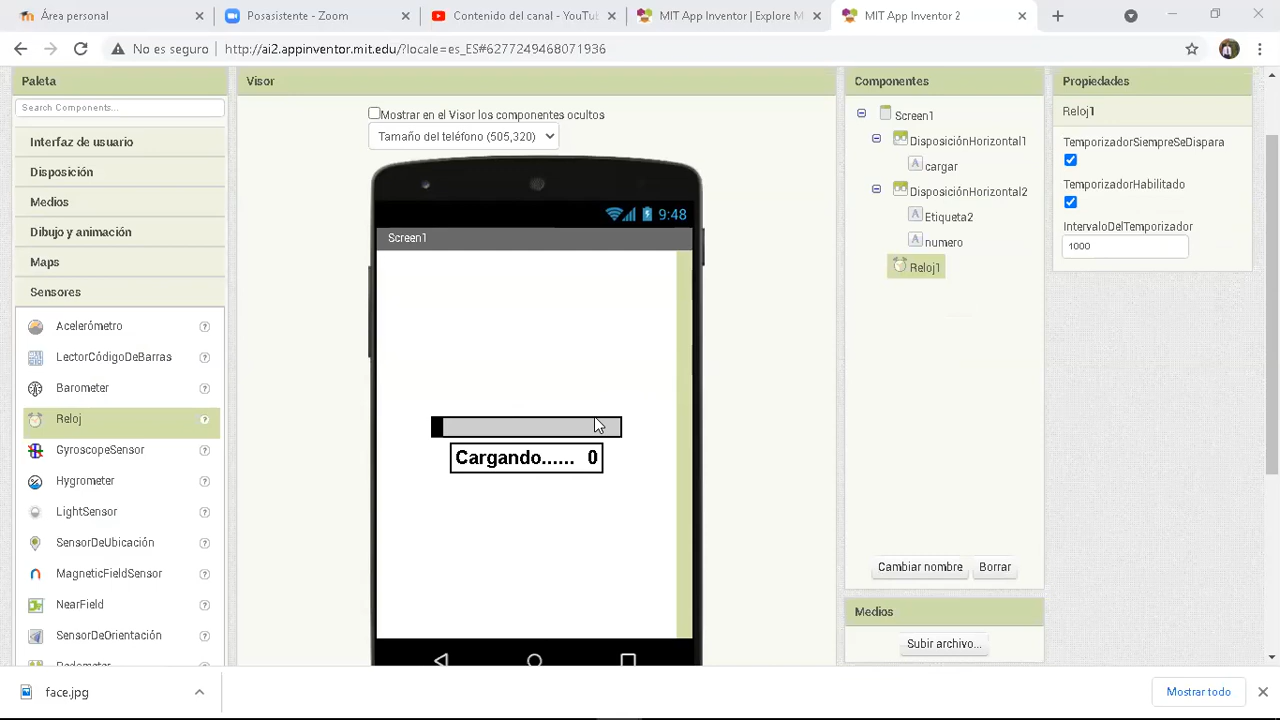 Área personal
Posasistente - Zoom
Contenido del canal - YouTu
MIT App Inventor | Explore M
MIT App Inventor 2
No es seguro
http://ai2.appinventor.mit.edu/?locale=es_ES#6277249468071936
Paleta
Search Components...
Interfaz de usuario
Disposición
Medios
Dibujo y animación
Maps
Sensores
Acelerómetro
LectorCódigoDeBarras
Barometer
Reloj
GyroscopeSensor
Hygrometer
LightSensor
SensorDeUbicación
MagneticFieldSensor
NearField
SensorDeOrientación
Visor
Mostrar en el Visor los componentes ocultos
Tamaño del teléfono (505,320)
9:48
Screen1
Cargando...... 0
Componentes
Screen1
DisposiciónHorizontal1
cargar
DisposiciónHorizontal2
Etiqueta2
numero
Reloj1
Cambiar nombre
Borrar
Medios
Subir archivo...
Propiedades
Reloj1
TemporizadorSiempreSeDispara
TemporizadorHabilitado
IntervaloDelTemporizador
1000
face.jpg
Mostrar todo